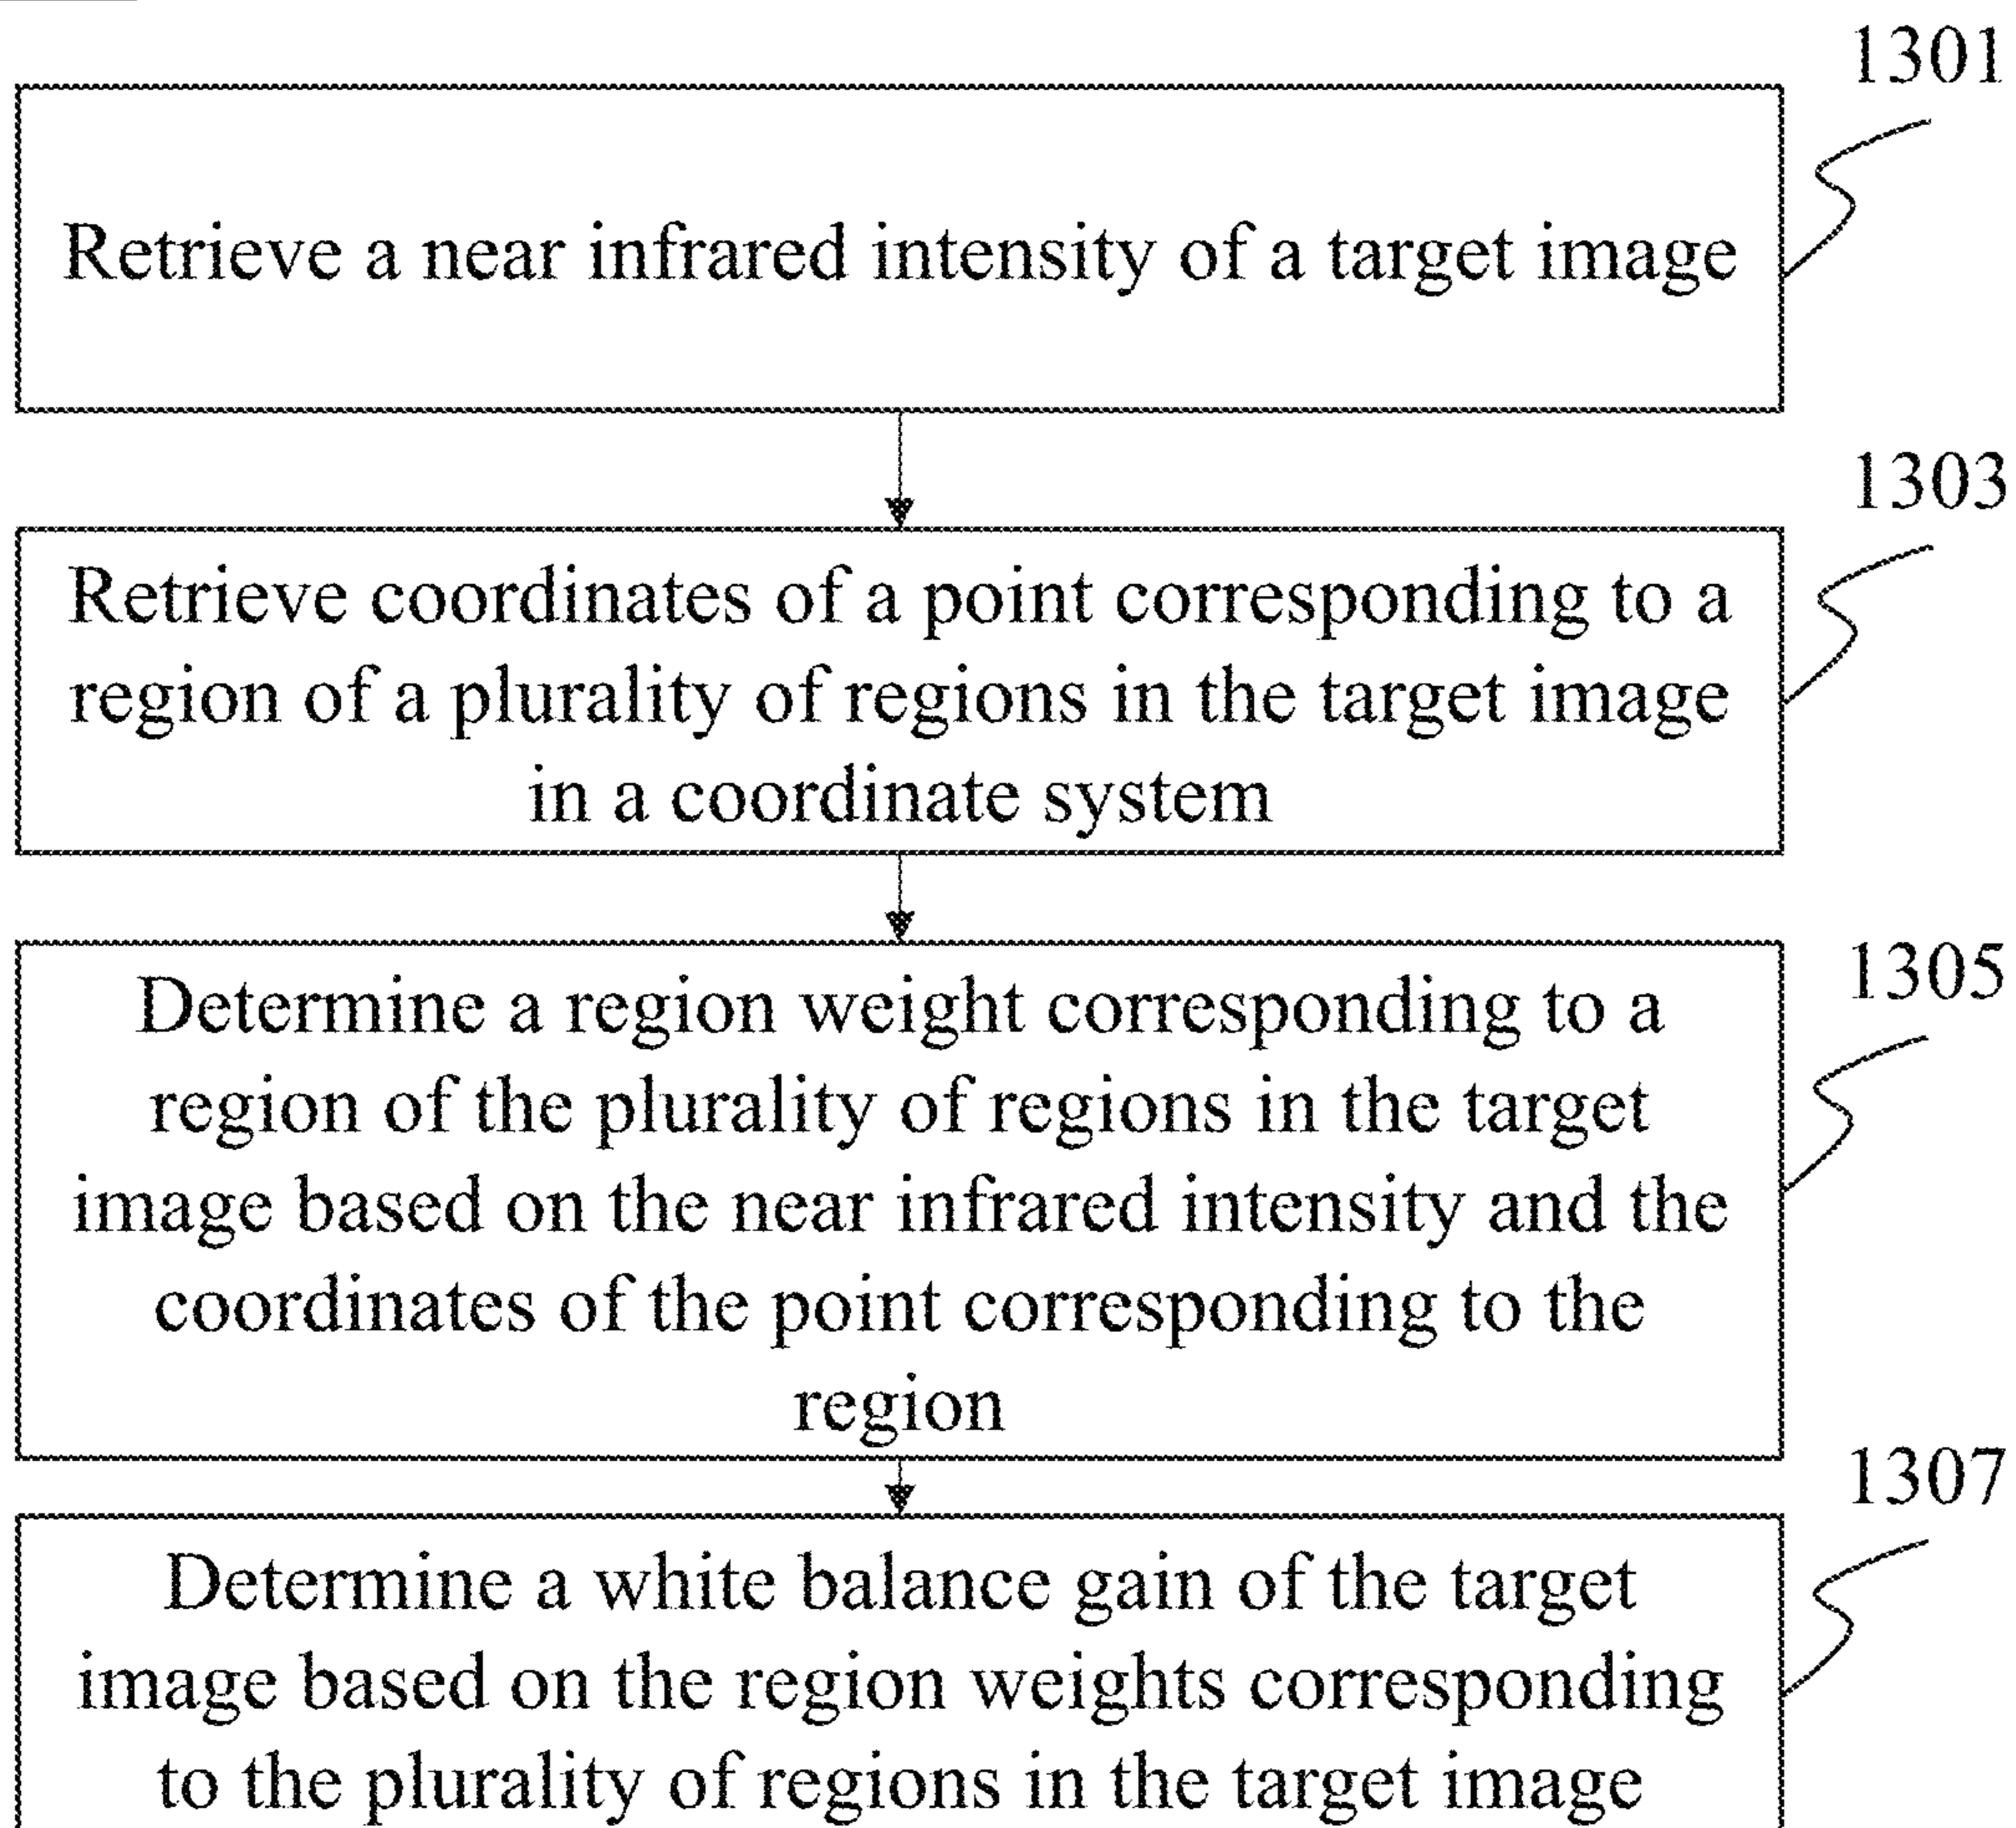 1301
Retrieve a near infrared intensity of a target image
1303
Retrieve coordinates of a point corresponding to a
region of a plurality of regions in the target image
in a coordinate system
1305
Determine a region weight corresponding to a
region of the plurality of regions in the target
image based on the near infrared intensity and the
coordinates of the point corresponding to the
region
1307
Determine a white balance gain of the target
image based on the region weights corresponding
to the plurality of regions in the target image